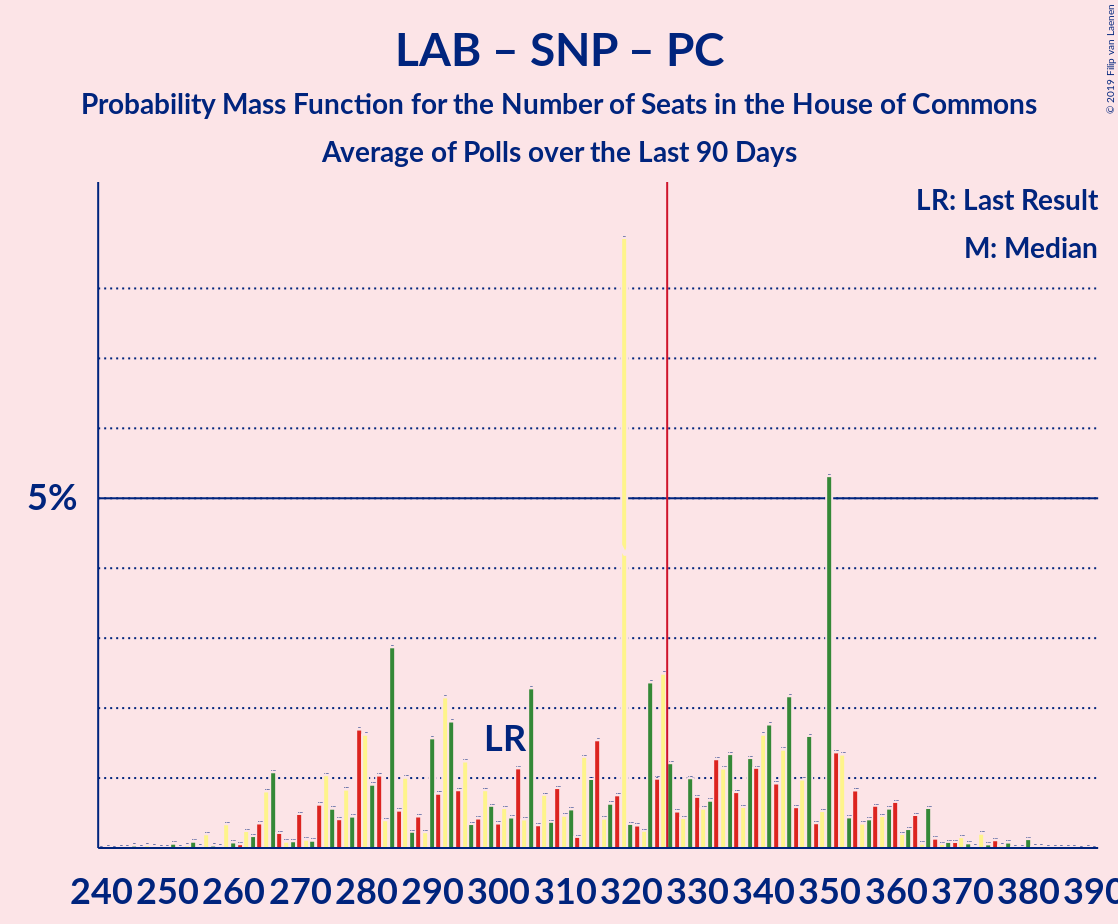 LAB – SNP – PC
Probability Mass Function for the Number of Seats in the House of Commons
Average of Polls over the Last 90 Days
© 2019 Filip van Laenen
LR: Last Result
M: Median
5%
LR
240 250 260 270 280 290 300 310 320 330 340 350 360 370 380 390